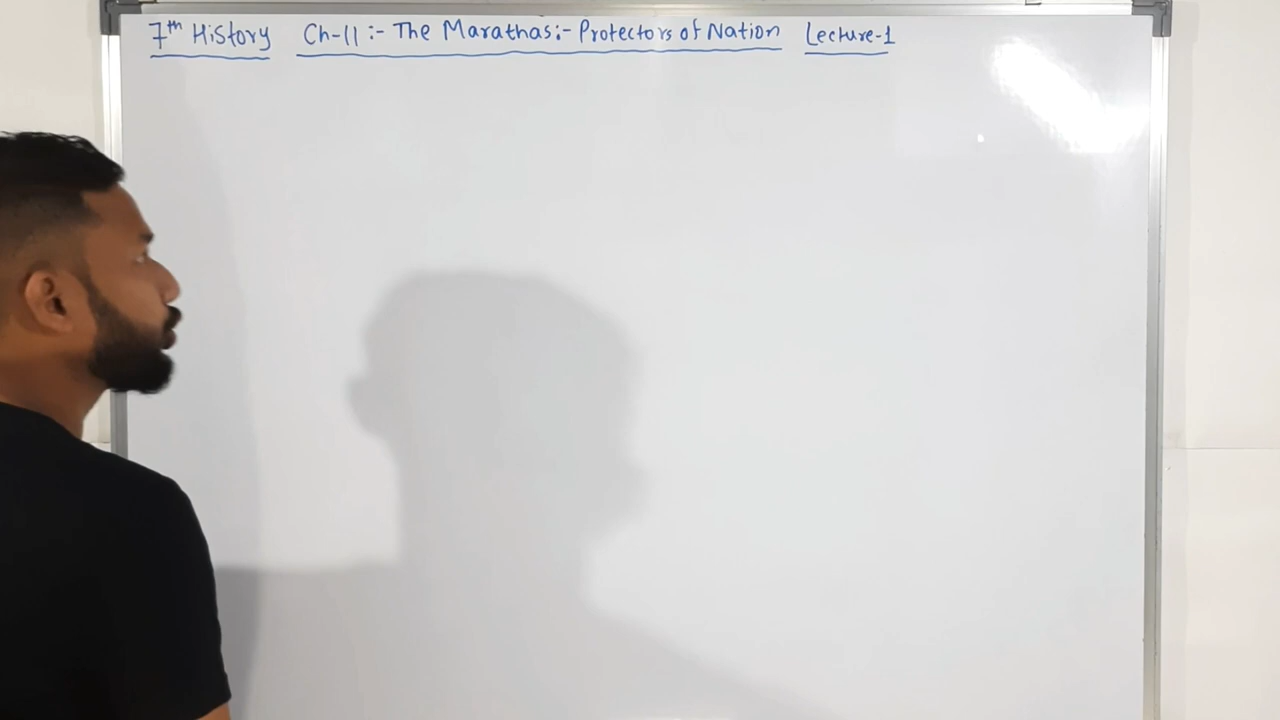 7th History Ch-11 :- The Marathas:- Protectors of Nation Lecture-1